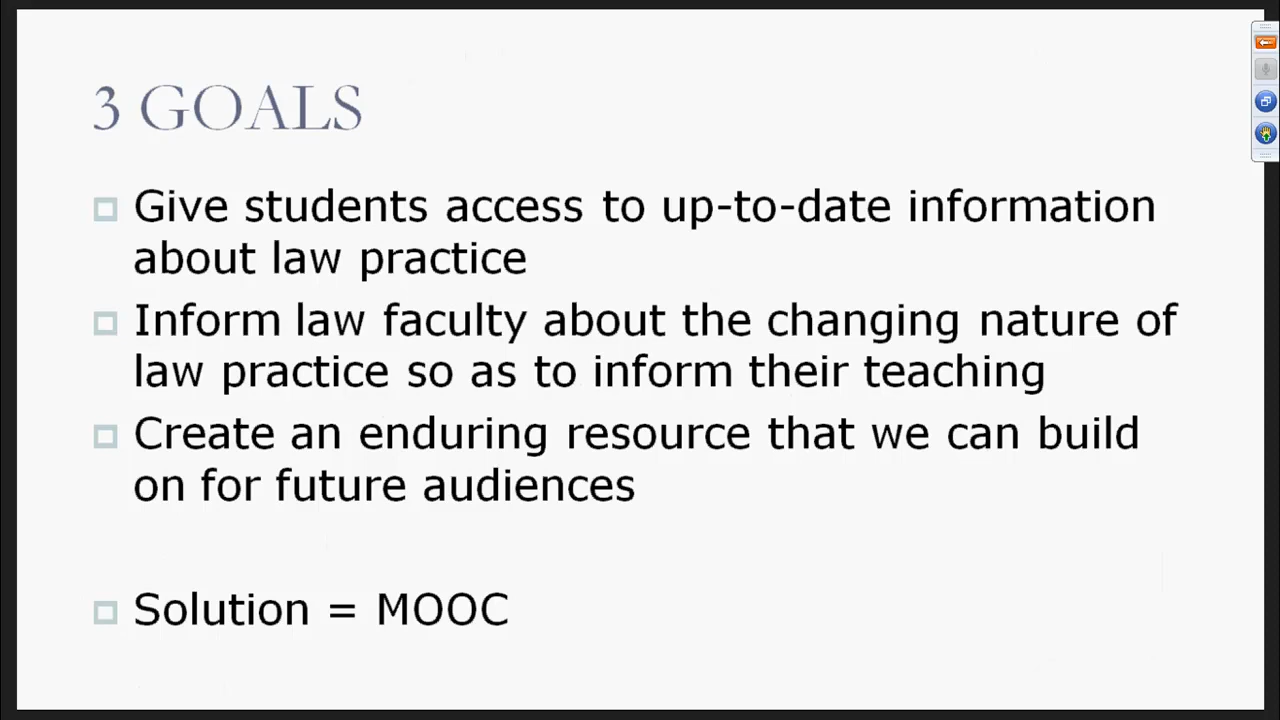 3 GOALS
Give students access to up-to-date information
about law practice
Inform law faculty about the changing nature of
law practice so as to inform their teaching
Create an enduring resource that we can build
on for future audiences
Solution = MOOC